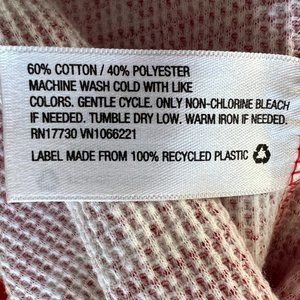 60% COTTON / 40% POLYESTER
MACHINE WASH COLD WITH LIKE
COLORS. GENTLE CYCLE. ONLY NON-CHLORINE BLEACH
IF NEEDED. TUMBLE DRY LOW. WARM IRON IF NEEDED.
RN17730 VN1066221
LABEL MADE FROM 100% RECYCLED PLASTIC